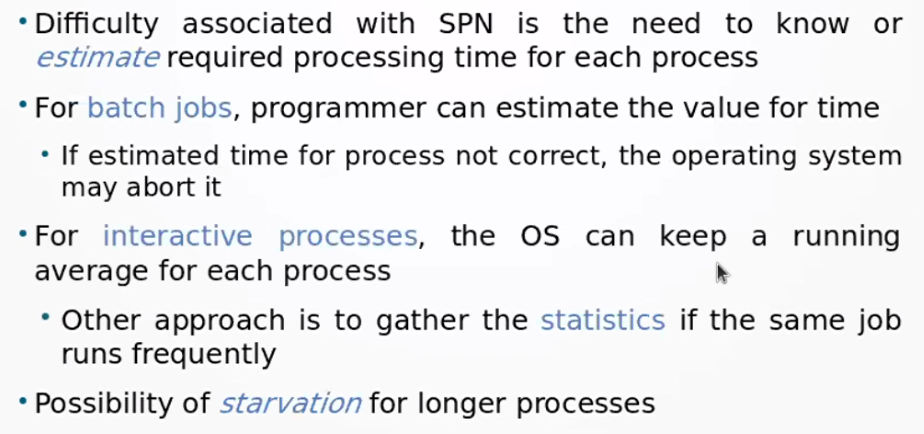 • Difficulty associated with SPN is the need to know or
estimate required processing time for each process
• For batch jobs, programmer can estimate the value for time
• If estimated time for process not correct, the operating system
may abort it
• For interactive processes, the OS can keep a running
average for each process
• Other approach is to gather the statistics if the same job
runs frequently
• Possibility of starvation for longer processes